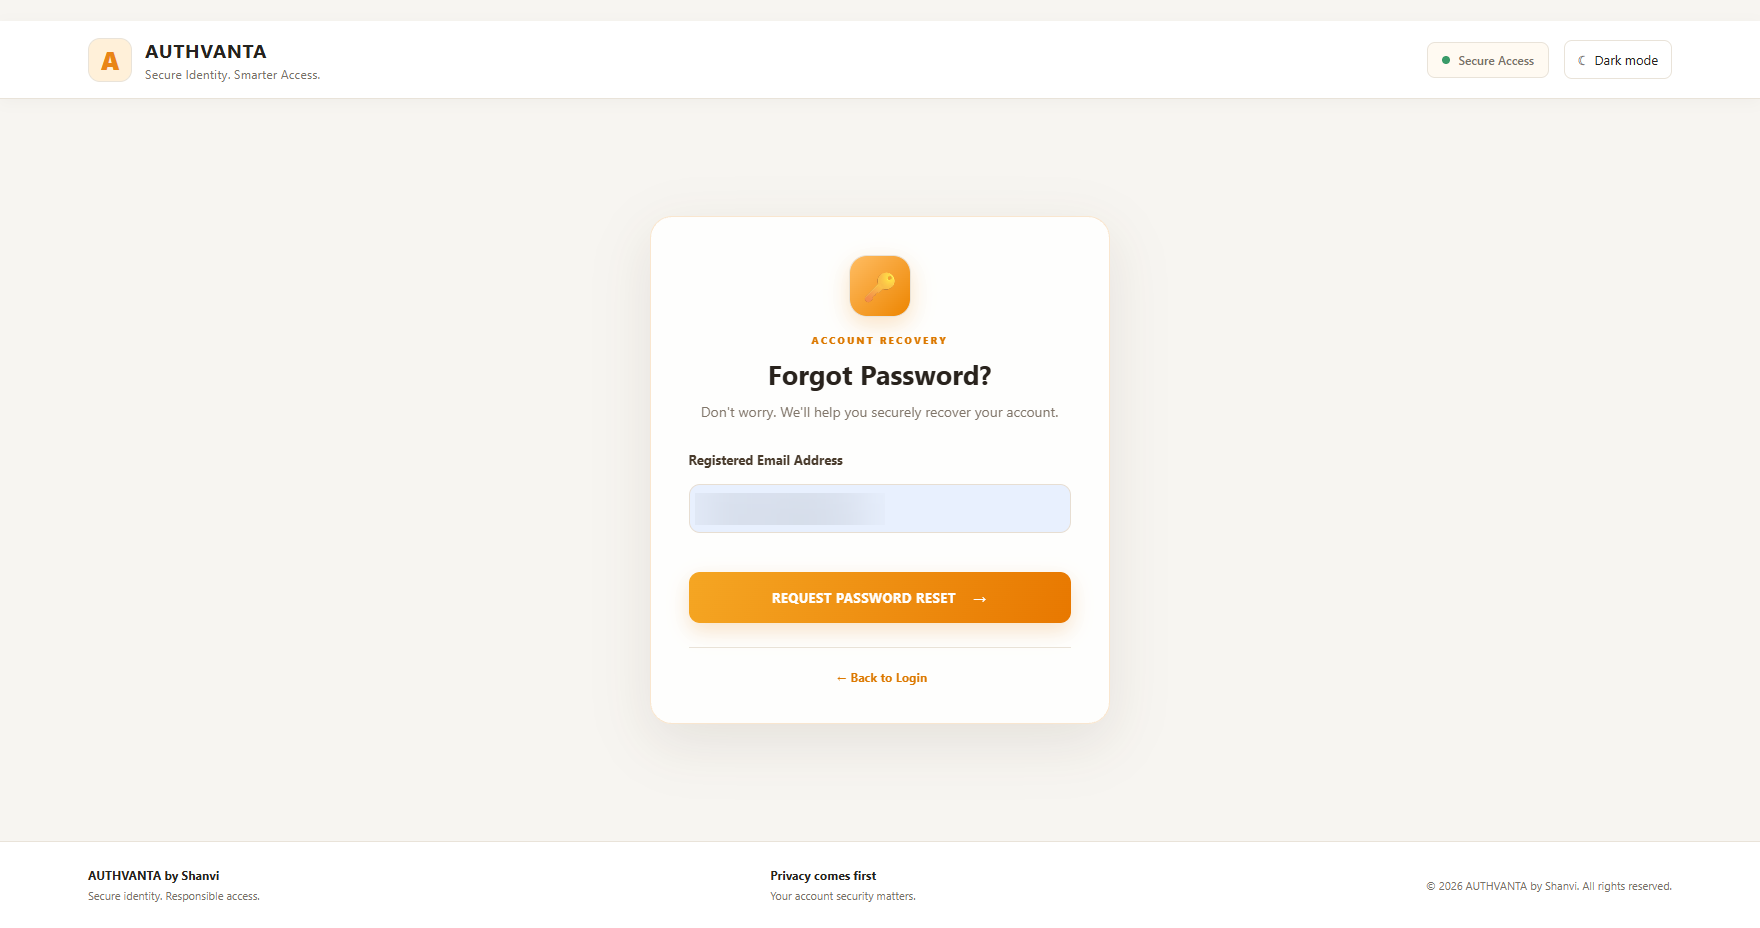 A
AUTHVANTA
Secure Identity. Smarter Access.
Secure Access
☾ Dark mode
ACCOUNT RECOVERY
Forgot Password?
Don't worry. We'll help you securely recover your account.
Registered Email Address
REQUEST PASSWORD RESET →
← Back to Login
AUTHVANTA by Shanvi
Secure identity. Responsible access.
Privacy comes first
Your account security matters.
© 2026 AUTHVANTA by Shanvi. All rights reserved.